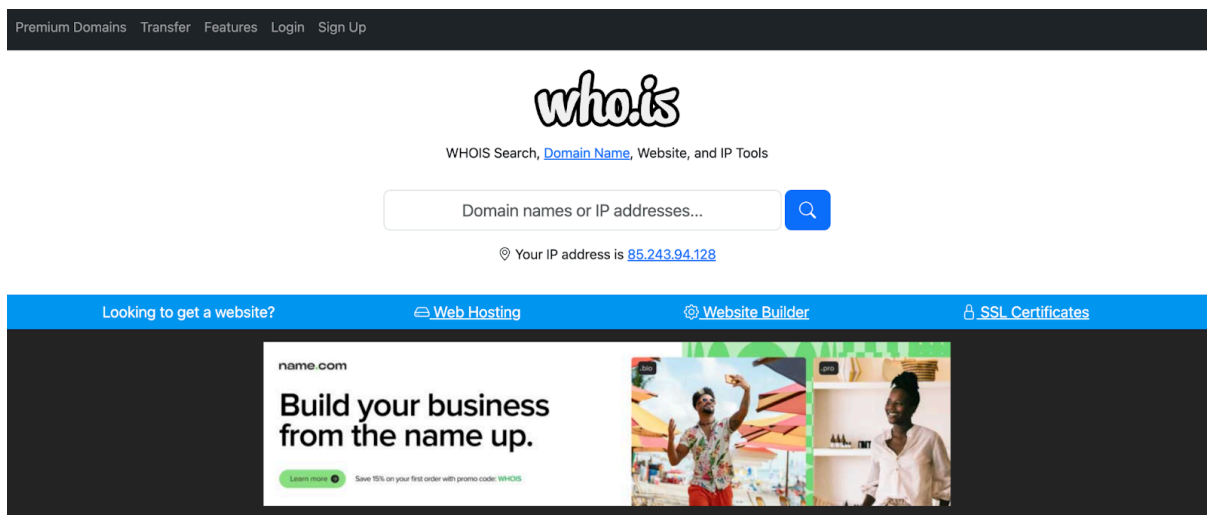 Premium Domains Transfer Features Login Sign Up
who.is
WHOIS Search, Domain Name, Website, and IP Tools
Domain names or IP addresses...
Your IP address is 85.243.94.128
Looking to get a website? Web Hosting Website Builder SSL Certificates
name.com
.bio
.pro
Build your business
from the name up.
Learn more Save 15% on your first order with promo code: WHOIS